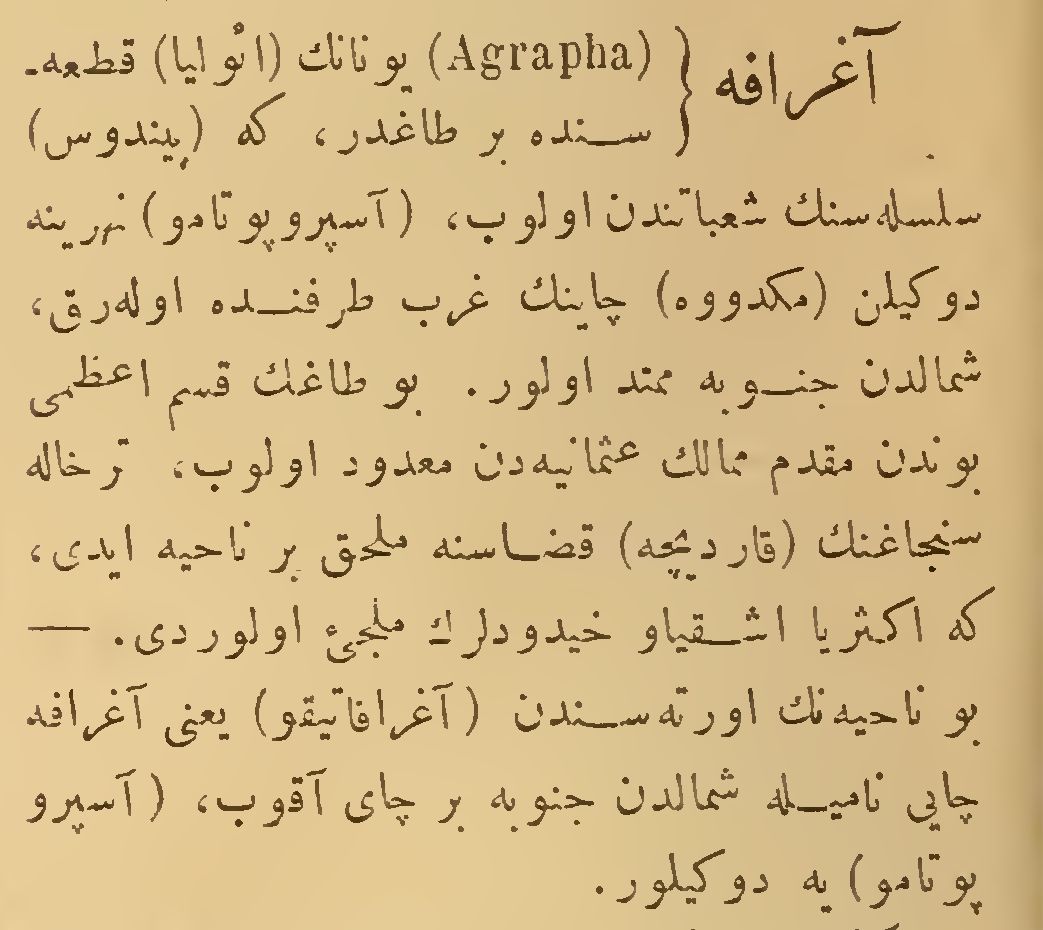 آغرافه { (Agrapha) يونانك (ائوليا) قطعه‌-
سنده بر طاغدر، كه (پيندوس)
سلسله‌سنك شعباتندن اولوب، (آسپروپوتامو) نهرينه
دوكيلن (مكدووه) چاينك غرب طرفنده اوله‌رق،
شمالدن جنوبه ممتد اولور. بو طاغك قسم اعظمى
بوندن مقدم ممالك عثمانيه‌دن معدود اولوب، ترخاله
سنجاغنك (قارديچه) قضاسنه ملحق بر ناحيه ايدى،
كه اكثريا اشقياو خيدودلرك ملجئ اولوردى. —
بو ناحيه‌نك اورته‌سندن (آغرافاتيقو) يعنى آغرافه
چايى ناميله شمالدن جنوبه بر چاى آقوب، (آسپرو
پوتامو) يه دوكيلور.